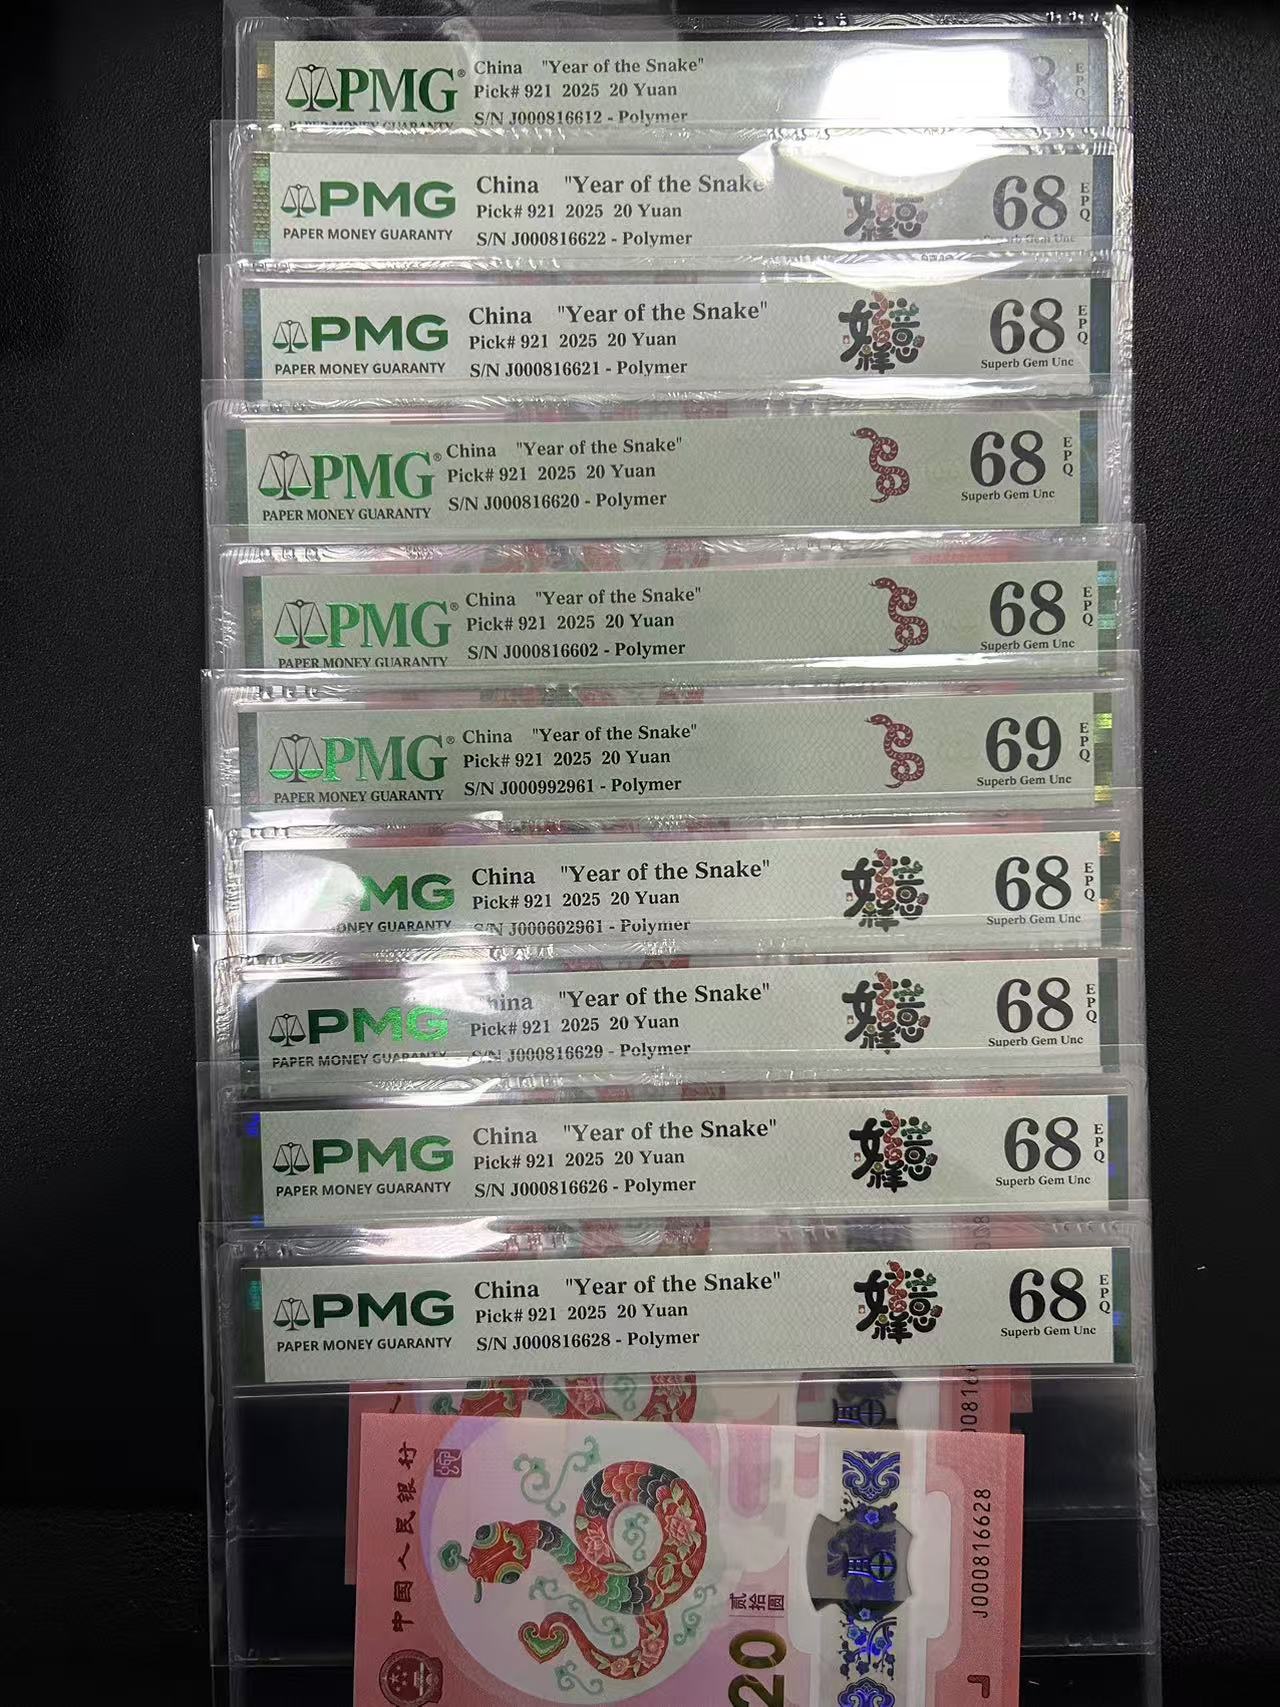 PMG®
China "Year of the Snake"
Pick# 921 2025 20 Yuan
S/N J000816612 - Polymer
EPQ
PAPER MONEY GUARANTY
PMG
PAPER MONEY GUARANTY
China "Year of the Snake
Pick# 921 2025 20 Yuan
S/N J000816622 - Polymer
68 EPQ
Superb Gem Unc
PMG
PAPER MONEY GUARANTY
China "Year of the Snake"
Pick# 921 2025 20 Yuan
S/N J000816621 - Polymer
68 EPQ
Superb Gem Unc
PMG®
PAPER MONEY GUARANTY
China "Year of the Snake"
Pick# 921 2025 20 Yuan
S/N J000816620 - Polymer
68 EPQ
Superb Gem Unc
PMG®
PAPER MONEY GUARANTY
China "Year of the Snake"
Pick# 921 2025 20 Yuan
S/N J000816602 - Polymer
68 EPQ
Superb Gem Unc
PMG®
PAPER MONEY GUARANTY
China "Year of the Snake"
Pick# 921 2025 20 Yuan
S/N J000992961 - Polymer
69 EPQ
Superb Gem Unc
MG
ONEY GUARANTY
China "Year of the Snake"
Pick# 921 2025 20 Yuan
S/N J000602961 - Polymer
68 EPQ
Superb Gem Unc
PMG
PAPER MONEY GUARANTY
China "Year of the Snake"
Pick# 921 2025 20 Yuan
S/N J000816629 - Polymer
68 EPQ
Superb Gem Unc
PMG
PAPER MONEY GUARANTY
China "Year of the Snake"
Pick# 921 2025 20 Yuan
S/N J000816626 - Polymer
68 EPQ
Superb Gem Unc
PMG
PAPER MONEY GUARANTY
China "Year of the Snake"
Pick# 921 2025 20 Yuan
S/N J000816628 - Polymer
68 EPQ
Superb Gem Unc
中国人民银行
贰拾圆
20
J000816628